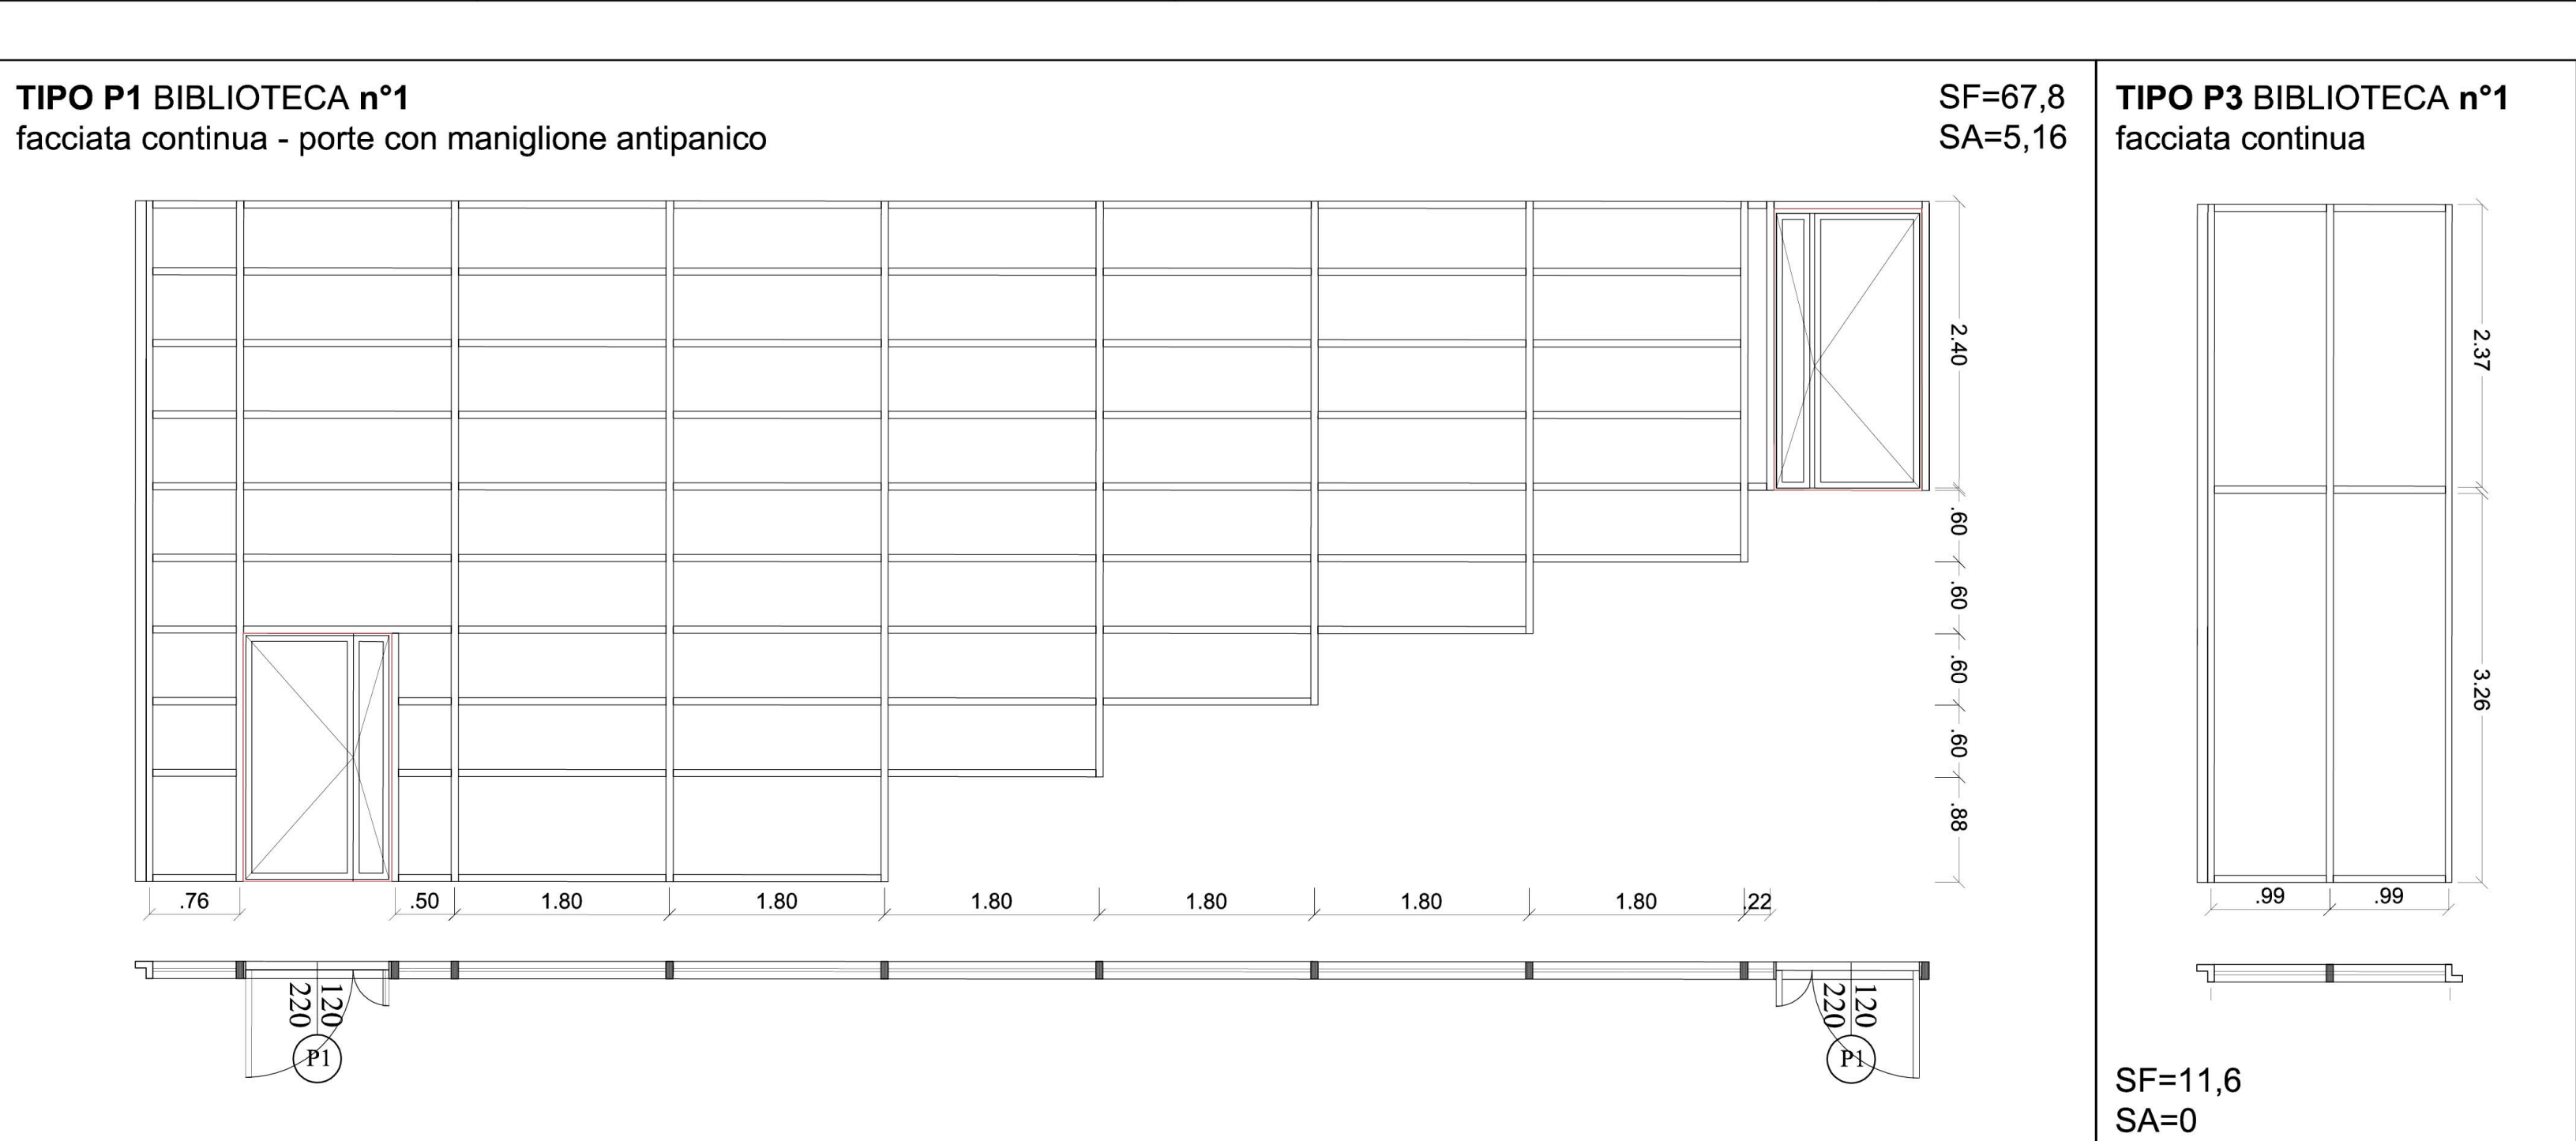 TIPO P1 BIBLIOTECA n°1
facciata continua - porte con maniglione antipanico
SF=67,8
SA=5,16
2.40
.60
.60
.60
.60
.88
.76
.50
1.80
1.80
1.80
1.80
1.80
1.80
.22
120
220
P1
120
220
P1
TIPO P3 BIBLIOTECA n°1
facciata continua
2.37
3.26
.99
.99
SF=11,6
SA=0